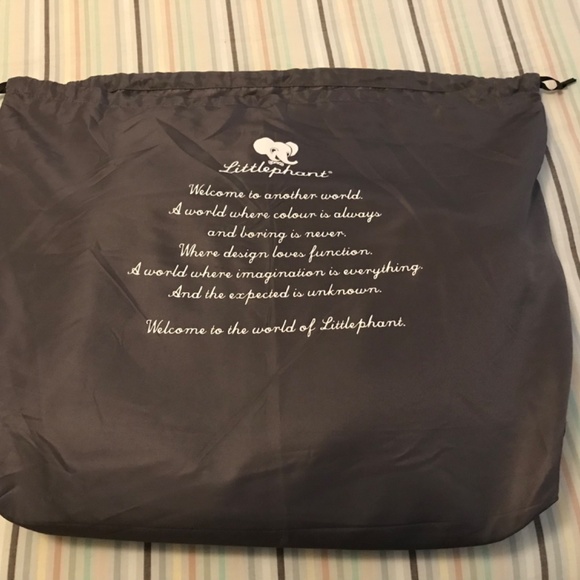 Littlephant
Welcome to another world.
A world where colour is always
and boring is never.
Where design loves function.
A world where imagination is everything.
And the expected is unknown.
Welcome to the world of Littlephant.